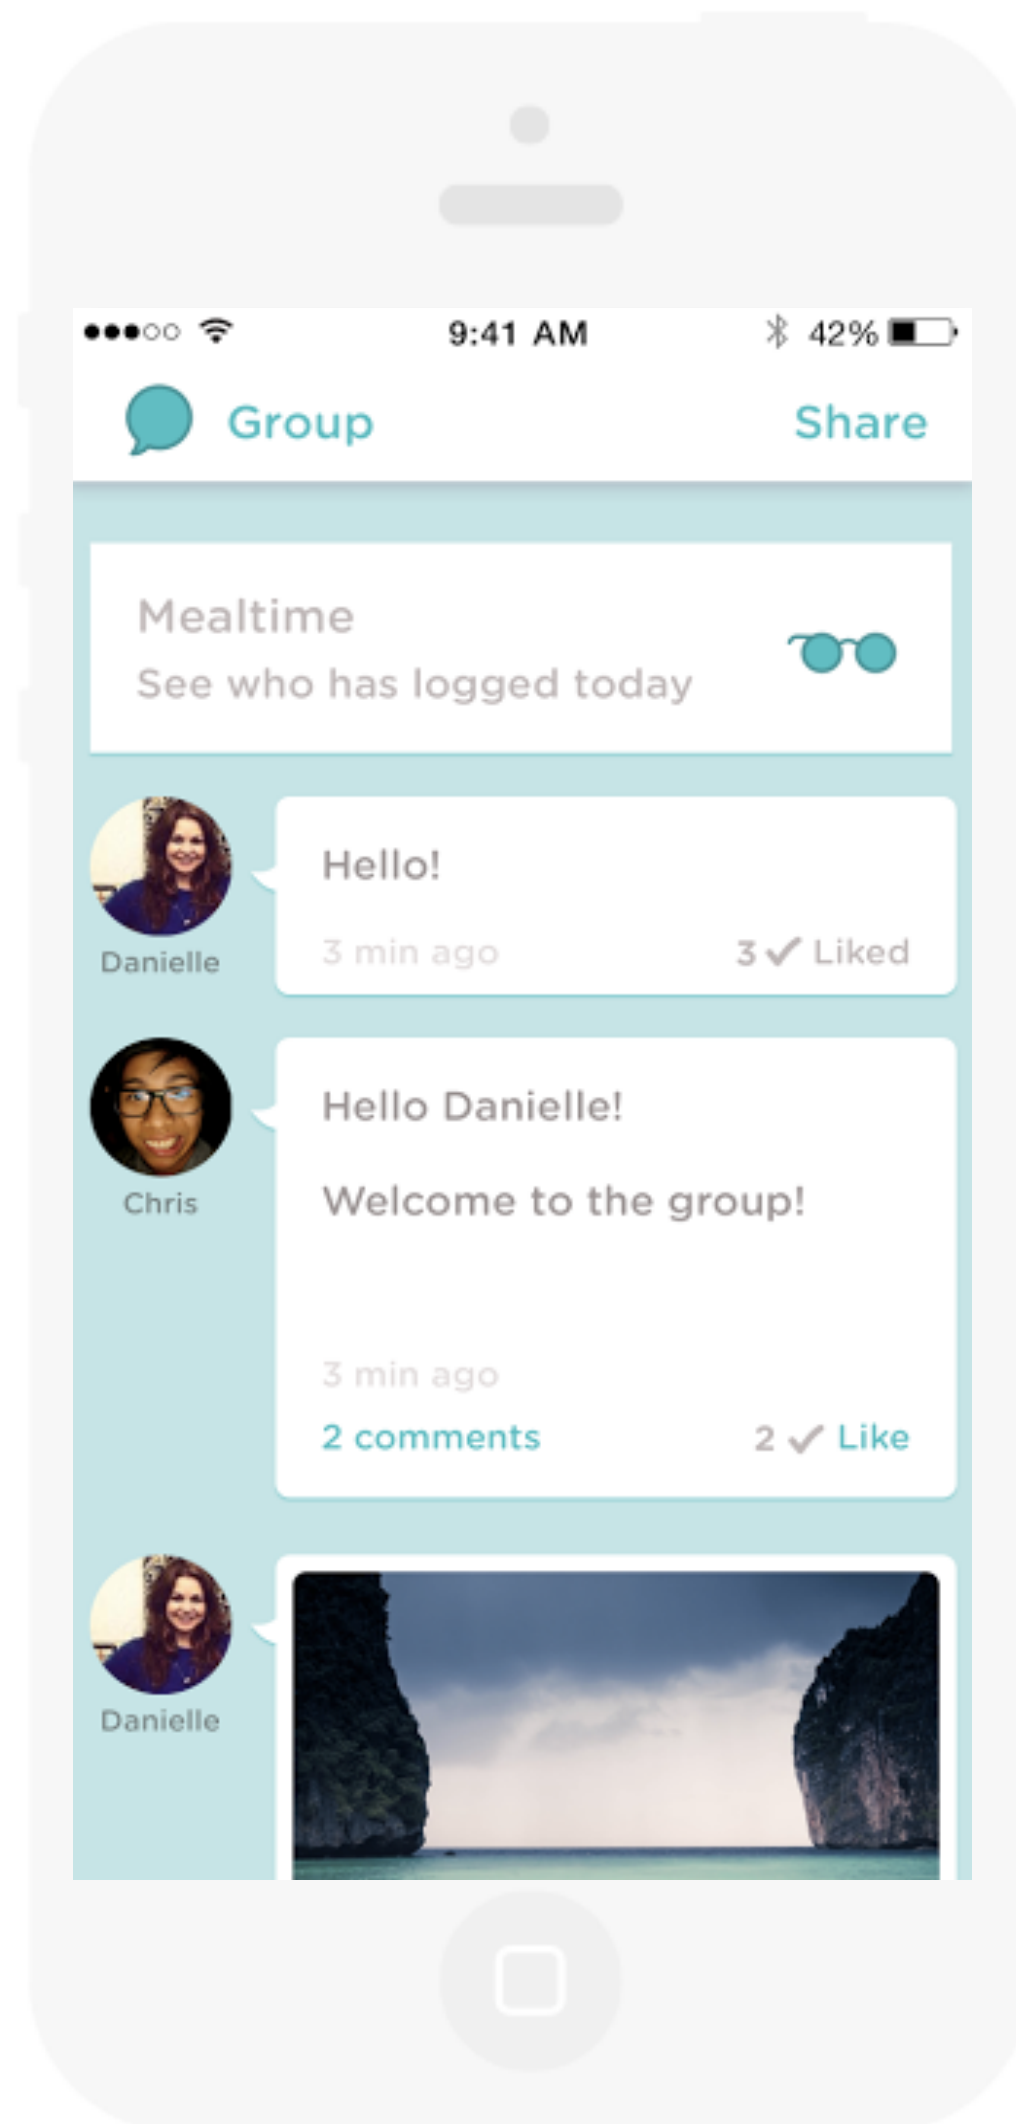 9:41 AM 42%
Group Share
Mealtime
See who has logged today
Hello!
3 min ago 3 Liked
Danielle
Hello Danielle!
Welcome to the group!
Chris
3 min ago
2 comments 2 Like
Danielle